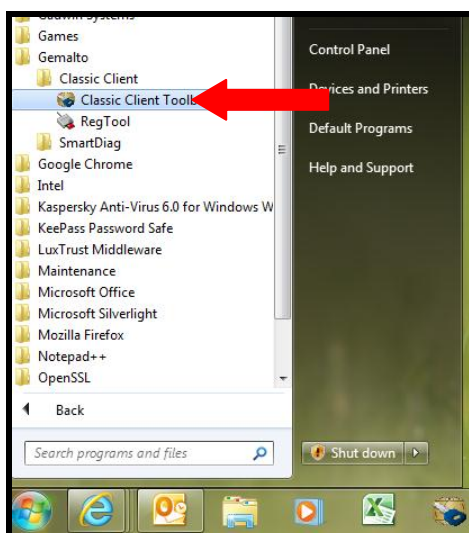 Games
Gemalto
Classic Client
Classic Client Toolb
RegTool
SmartDiag
Google Chrome
Intel
Kaspersky Anti-Virus 6.0 for Windows W
KeePass Password Safe
LuxTrust Middleware
Maintenance
Microsoft Office
Microsoft Silverlight
Mozilla Firefox
Notepad++
OpenSSL
Back
Search programs and files
Control Panel
Devices and Printers
Default Programs
Help and Support
Shut down